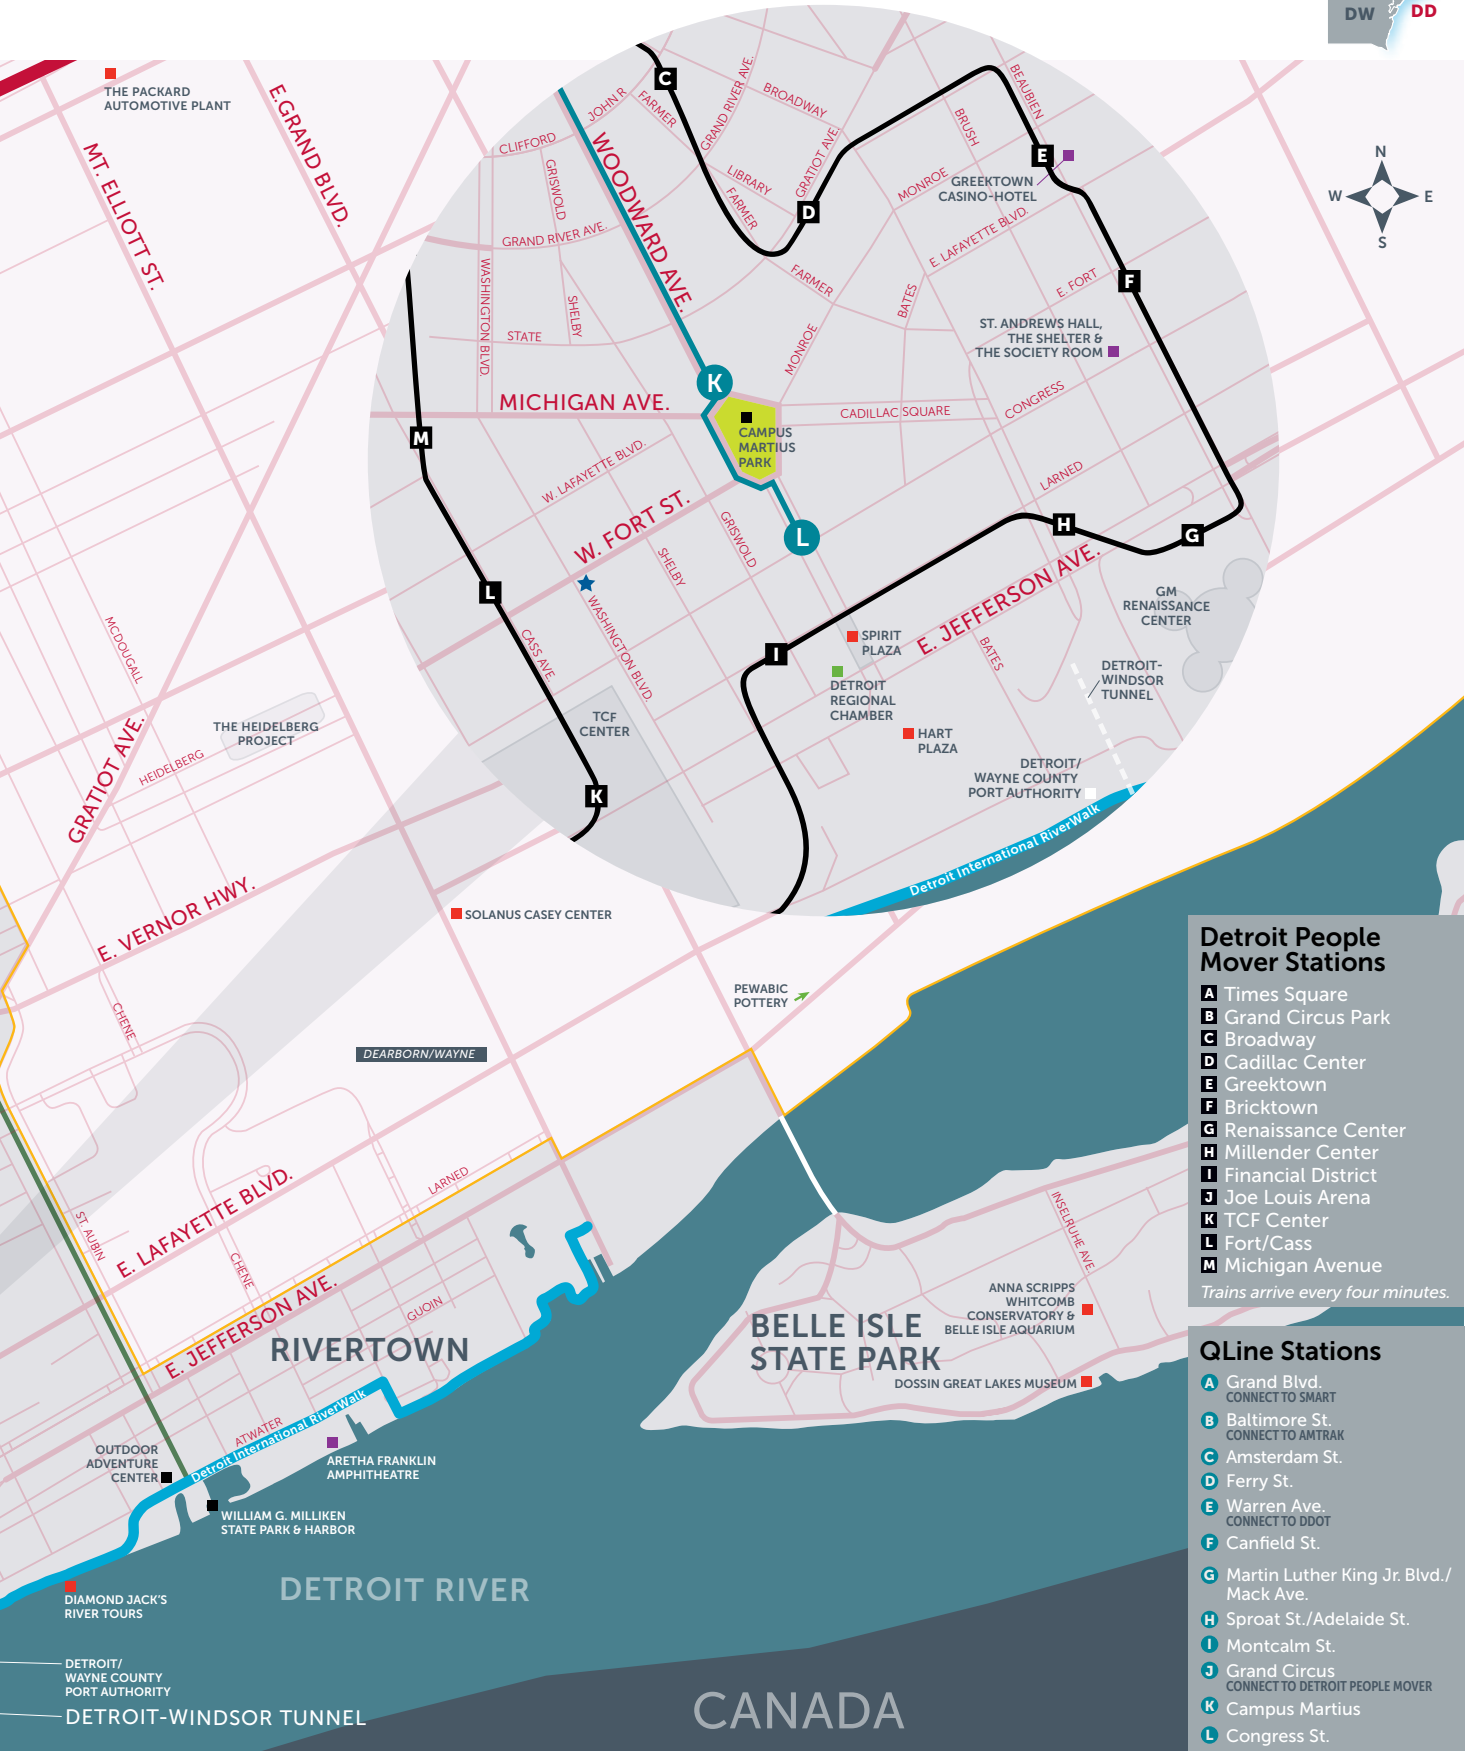 DW
DD
THE PACKARD
AUTOMOTIVE PLANT
E.GRAND BLVD.
MT. ELLIOTT ST.
N
W
E
S
C
JOHN R
FARMER
GRAND RIVER AVE.
BROADWAY
BEAUBIEN
BRUSH
CLIFFORD
GRISWOLD
WOODWARD AVE.
LIBRARY
FARMER
GRATIOT AVE.
E
MONROE
GREEKTOWN
CASINO-HOTEL
D
GRAND RIVER AVE.
E. LAFAYETTE BLVD.
WASHINGTON BLVD.
SHELBY
FARMER
BATES
E. FORT
F
STATE
MONROE
ST. ANDREWS HALL,
THE SHELTER &
THE SOCIETY ROOM
K
MICHIGAN AVE.
CADILLAC SQUARE
CONGRESS
M
CAMPUS
MARTIUS
PARK
W. LAFAYETTE BLVD.
LARNED
W. FORT ST.
GRISWOLD
L
H
G
SHELBY
L
WASHINGTON BLVD.
CASS AVE.
E. JEFFERSON AVE.
GM
RENAISSANCE
CENTER
I
SPIRIT
PLAZA
BATES
DETROIT-
WINDSOR
TUNNEL
DETROIT
REGIONAL
CHAMBER
TCF
CENTER
HART
PLAZA
DETROIT/
WAYNE COUNTY
PORT AUTHORITY
K
Detroit International RiverWalk
MCDOUGALL
THE HEIDELBERG
PROJECT
HEIDELBERG
GRATIOT AVE.
E. VERNOR HWY.
SOLANUS CASEY CENTER
PEWABIC
POTTERY
CHENE
DEARBORN/WAYNE
LARNED
E. LAFAYETTE BLVD.
ST. AUBIN
CHENE
E. JEFFERSON AVE.
GUOIN
RIVERTOWN
ATWATER
Detroit International RiverWalk
OUTDOOR
ADVENTURE
CENTER
ARETHA FRANKLIN
AMPHITHEATRE
WILLIAM G. MILLIKEN
STATE PARK & HARBOR
DIAMOND JACK'S
RIVER TOURS
DETROIT RIVER
DETROIT/
WAYNE COUNTY
PORT AUTHORITY
DETROIT-WINDSOR TUNNEL
CANADA
INSELRUHE AVE.
ANNA SCRIPPS
WHITCOMB
CONSERVATORY &
BELLE ISLE AQUARIUM
BELLE ISLE
STATE PARK
DOSSIN GREAT LAKES MUSEUM
Detroit People
Mover Stations
A Times Square
B Grand Circus Park
C Broadway
D Cadillac Center
E Greektown
F Bricktown
G Renaissance Center
H Millender Center
I Financial District
J Joe Louis Arena
K TCF Center
L Fort/Cass
M Michigan Avenue
Trains arrive every four minutes.
QLine Stations
A Grand Blvd.
CONNECT TO SMART
B Baltimore St.
CONNECT TO AMTRAK
C Amsterdam St.
D Ferry St.
E Warren Ave.
CONNECT TO DDOT
F Canfield St.
G Martin Luther King Jr. Blvd./
Mack Ave.
H Sproat St./Adelaide St.
I Montcalm St.
J Grand Circus
CONNECT TO DETROIT PEOPLE MOVER
K Campus Martius
L Congress St.